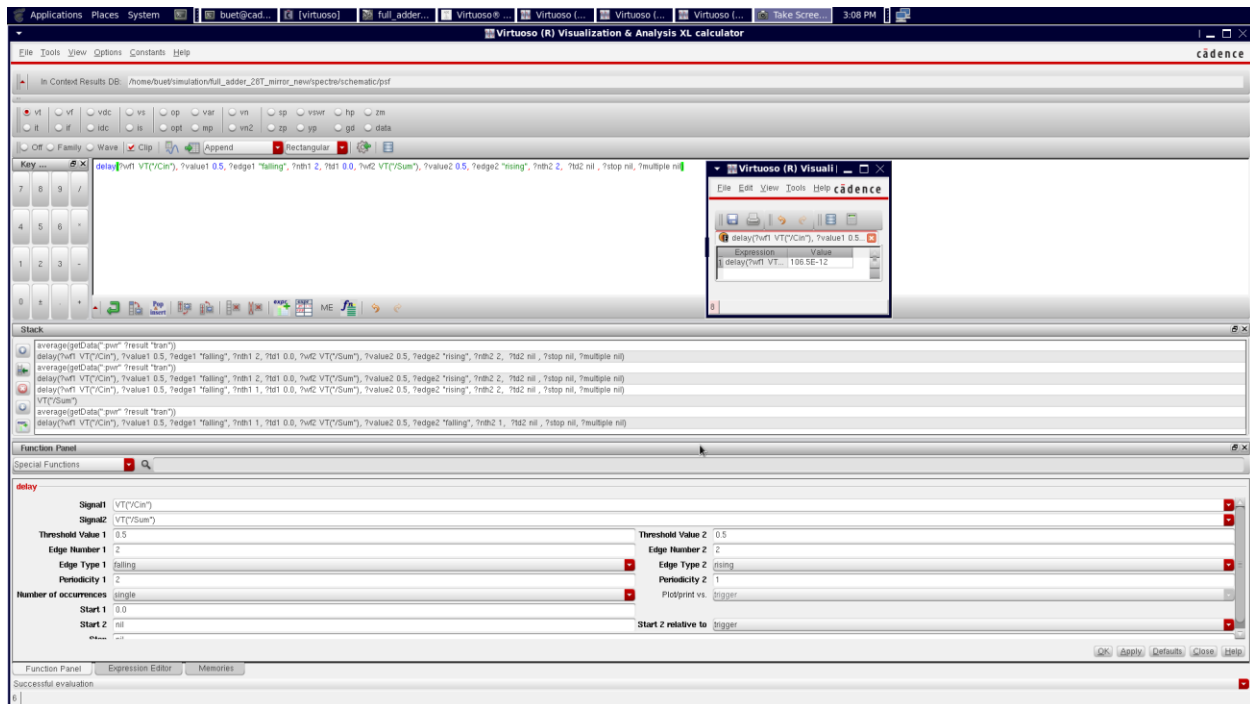 Applications Places System buet@cad... [virtuoso] full_adder... Virtuoso® ... Virtuoso (... Virtuoso (... Virtuoso (... Take Scree... 3:08 PM
Virtuoso (R) Visualization & Analysis XL calculator
File Tools View Options Constants Help cādence
In Context Results DB: /home/buet/simulation/full_adder_28T_mirror_new/spectre/schematic/psf
vt vf vdc vs op var vn sp vswr hp zm
it if idc is opt mp vn2 zp yp gd data
Off Family Wave Clip Append Rectangular
Key ...
delay(?wf1 VT("/Cin"), ?value1 0.5, ?edge1 "falling", ?nth1 2, ?td1 0.0, ?wf2 VT("/Sum"), ?value2 0.5, ?edge2 "rising", ?nth2 2, ?td2 nil , ?stop nil, ?multiple nil)
7 8 9 /
4 5 6 *
1 2 3 -
0 ± . +
Virtuoso (R) Visuali
File Edit View Tools Help cādence
delay(?wf1 VT("/Cin"), ?value1 0.5...
Expression Value
1 delay(?wf1 VT... 106.5E-12
8
Pop
Insert
expr
ME
Stack
average(getData(":pwr" ?result "tran"))
delay(?wf1 VT("/Cin"), ?value1 0.5, ?edge1 "falling", ?nth1 2, ?td1 0.0, ?wf2 VT("/Sum"), ?value2 0.5, ?edge2 "rising", ?nth2 2, ?td2 nil , ?stop nil, ?multiple nil)
average(getData(":pwr" ?result "tran"))
delay(?wf1 VT("/Cin"), ?value1 0.5, ?edge1 "falling", ?nth1 2, ?td1 0.0, ?wf2 VT("/Sum"), ?value2 0.5, ?edge2 "rising", ?nth2 2, ?td2 nil , ?stop nil, ?multiple nil)
delay(?wf1 VT("/Cin"), ?value1 0.5, ?edge1 "falling", ?nth1 1, ?td1 0.0, ?wf2 VT("/Sum"), ?value2 0.5, ?edge2 "rising", ?nth2 2, ?td2 nil , ?stop nil, ?multiple nil)
VT("/Sum")
average(getData(":pwr" ?result "tran"))
delay(?wf1 VT("/Cin"), ?value1 0.5, ?edge1 "falling", ?nth1 1, ?td1 0.0, ?wf2 VT("/Sum"), ?value2 0.5, ?edge2 "falling", ?nth2 1, ?td2 nil , ?stop nil, ?multiple nil)
Function Panel
Special Functions
delay
Signal1 VT("/Cin")
Signal2 VT("/Sum")
Threshold Value 1 0.5 Threshold Value 2 0.5
Edge Number 1 2 Edge Number 2 2
Edge Type 1 falling Edge Type 2 rising
Periodicity 1 2 Periodicity 2 1
Number of occurrences single Plot/print vs. trigger
Start 1 0.0
Start 2 nil Start 2 relative to trigger
Stop nil
OK Apply Defaults Close Help
Function Panel Expression Editor Memories
Successful evaluation
6